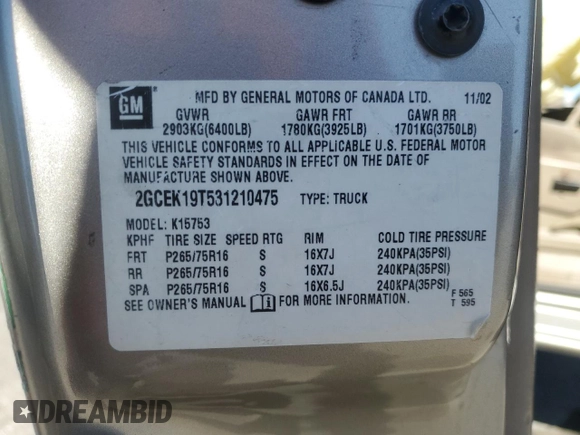 GM
MFD BY GENERAL MOTORS OF CANADA LTD. 11/02
GVWR GAWR FRT GAWR RR
2903KG(6400LB) 1780KG(3925LB) 1701KG(3750LB)
THIS VEHICLE CONFORMS TO ALL APPLICABLE U.S. FEDERAL MOTOR
VEHICLE SAFETY STANDARDS IN EFFECT ON THE DATE OF
MANUFACTURE SHOWN ABOVE.
2GCEK19T531210475 TYPE: TRUCK
MODEL: K15753
KPHF TIRE SIZE SPEED RTG RIM COLD TIRE PRESSURE
FRT P265/75R16 S 16X7J 240KPA(35PSI)
RR P265/75R16 S 16X7J 240KPA(35PSI)
SPA P265/75R16 S 16X6.5J 240KPA(35PSI)
SEE OWNER'S MANUAL FOR MORE INFORMATION. F 565
T 595
DREAMBID